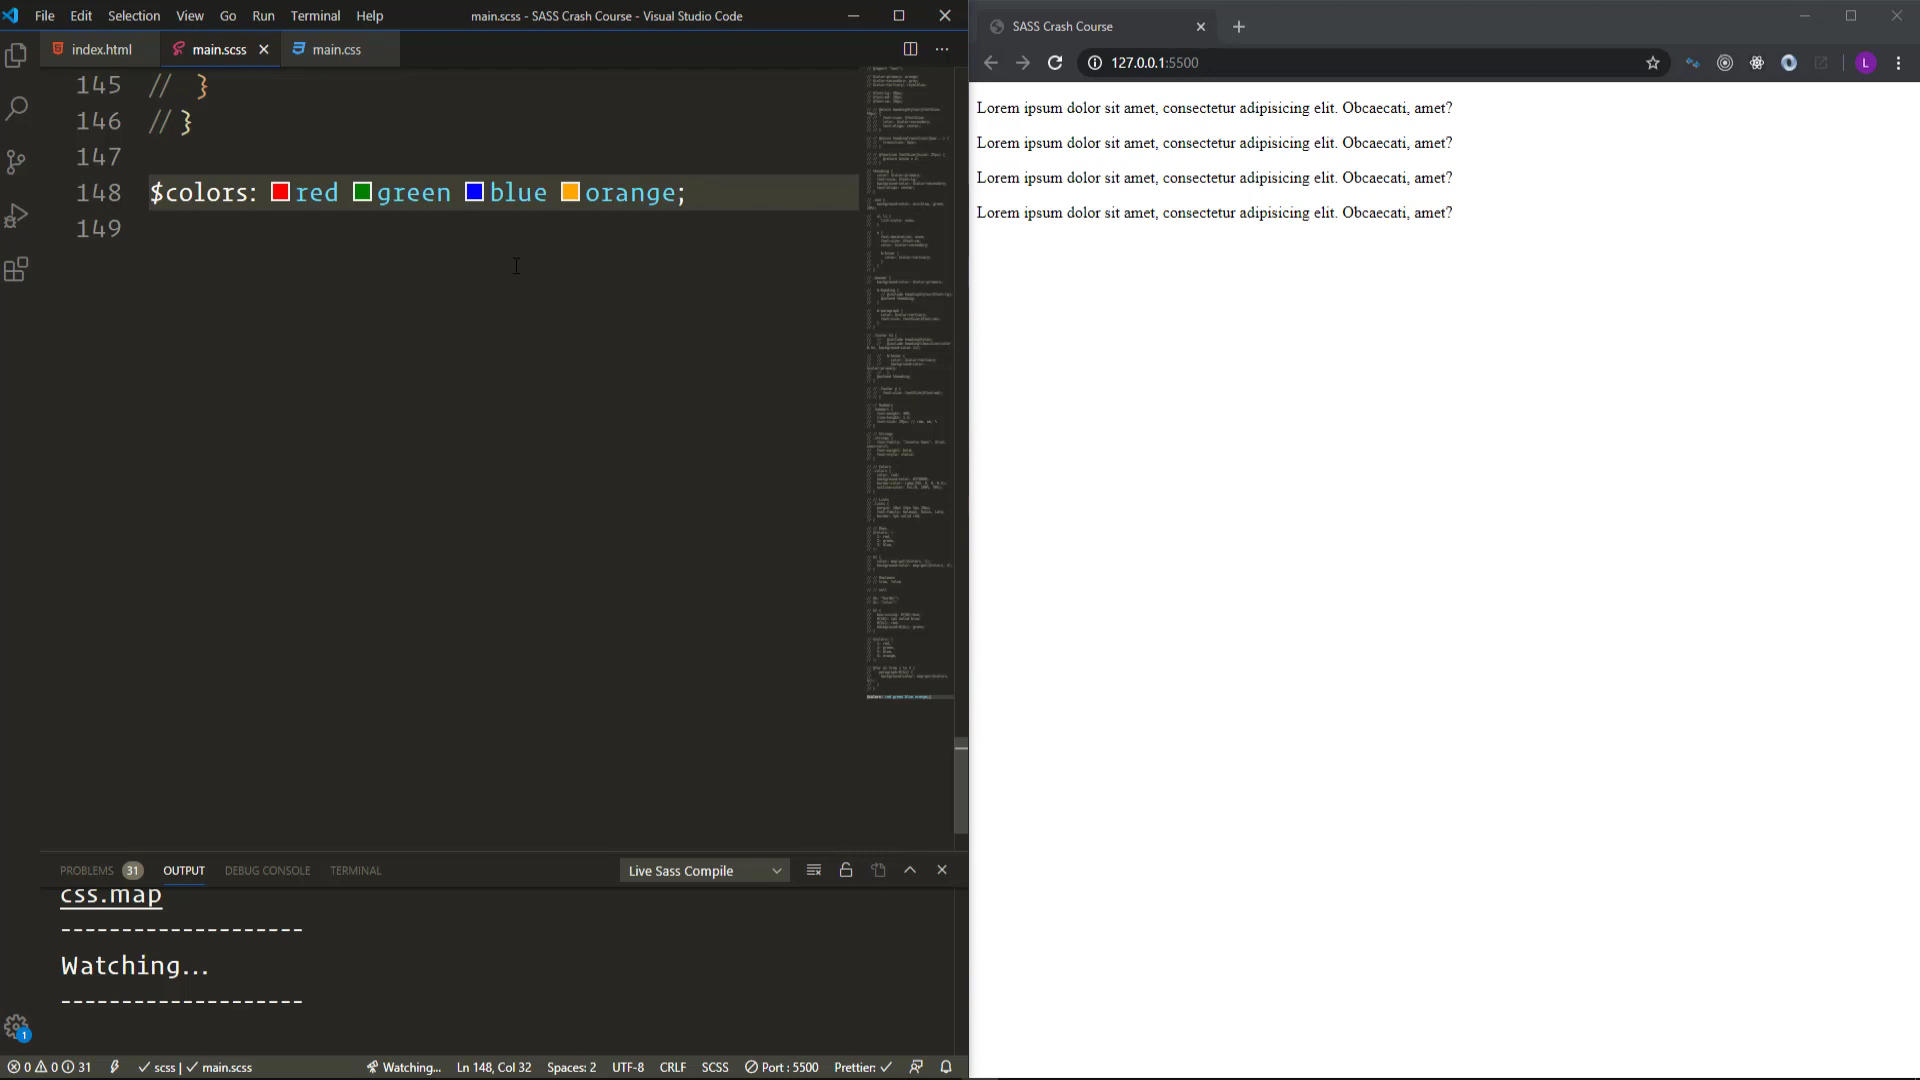 File Edit Selection View Go Run Terminal Help
main.scss - SASS Crash Course - Visual Studio Code
index.html main.scss main.css
145 // }
146 // }
147
148 $colors: red green blue orange;
149
PROBLEMS 31 OUTPUT DEBUG CONSOLE TERMINAL
Live Sass Compile
css.map
--------------------
Watching...
--------------------
1
0 0 31 scss | main.scss
Watching... Ln 148, Col 32 Spaces: 2 UTF-8 CRLF SCSS Port : 5500 Prettier:
SASS Crash Course
127.0.0.1:5500
L
Lorem ipsum dolor sit amet, consectetur adipisicing elit. Obcaecati, amet?
Lorem ipsum dolor sit amet, consectetur adipisicing elit. Obcaecati, amet?
Lorem ipsum dolor sit amet, consectetur adipisicing elit. Obcaecati, amet?
Lorem ipsum dolor sit amet, consectetur adipisicing elit. Obcaecati, amet?